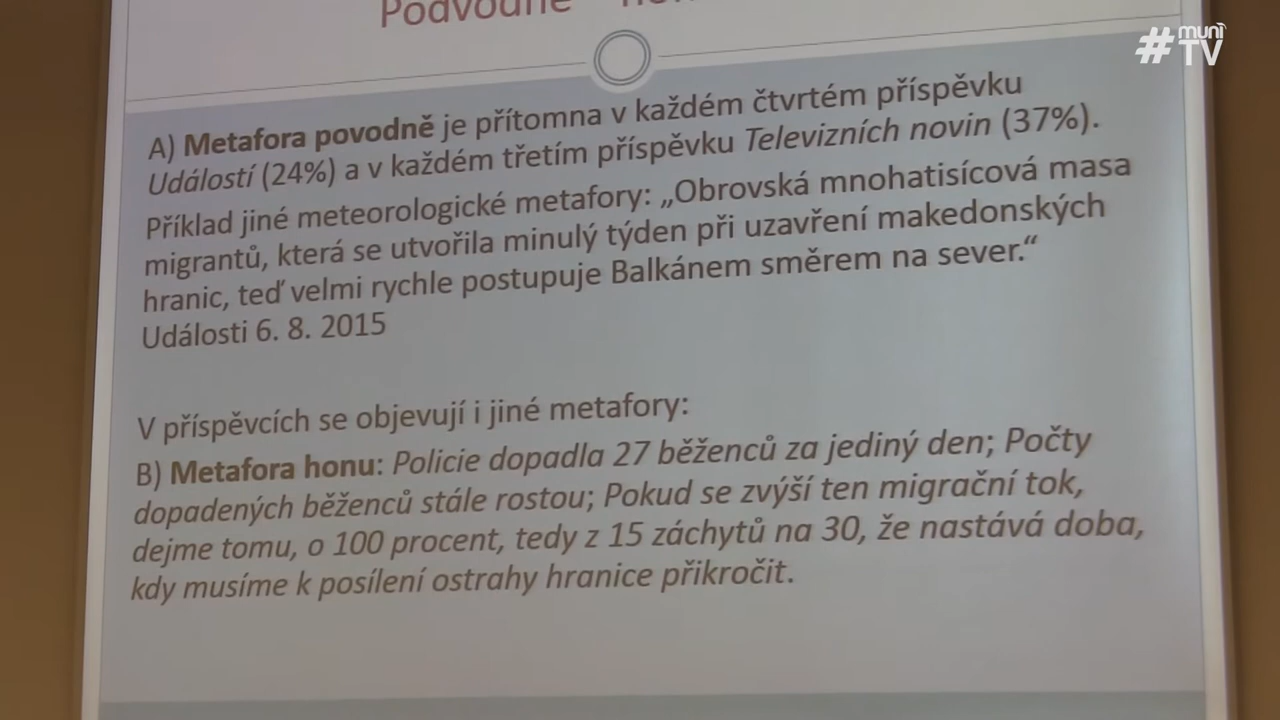 Podvodně
# muni TV
A) Metafora povodně je přítomna v každém čtvrtém příspěvku
Událostí (24%) a v každém třetím příspěvku Televizních novin (37%).
Příklad jiné meteorologické metafory: „Obrovská mnohatisícová masa
migrantů, která se utvořila minulý týden při uzavření makedonských
hranic, teď velmi rychle postupuje Balkánem směrem na sever.“
Události 6. 8. 2015
V příspěvcích se objevují i jiné metafory:
B) Metafora honu: Policie dopadla 27 běženců za jediný den; Počty
dopadených běženců stále rostou; Pokud se zvýší ten migrační tok,
dejme tomu, o 100 procent, tedy z 15 záchytů na 30, že nastává doba,
kdy musíme k posílení ostrahy hranice přikročit.